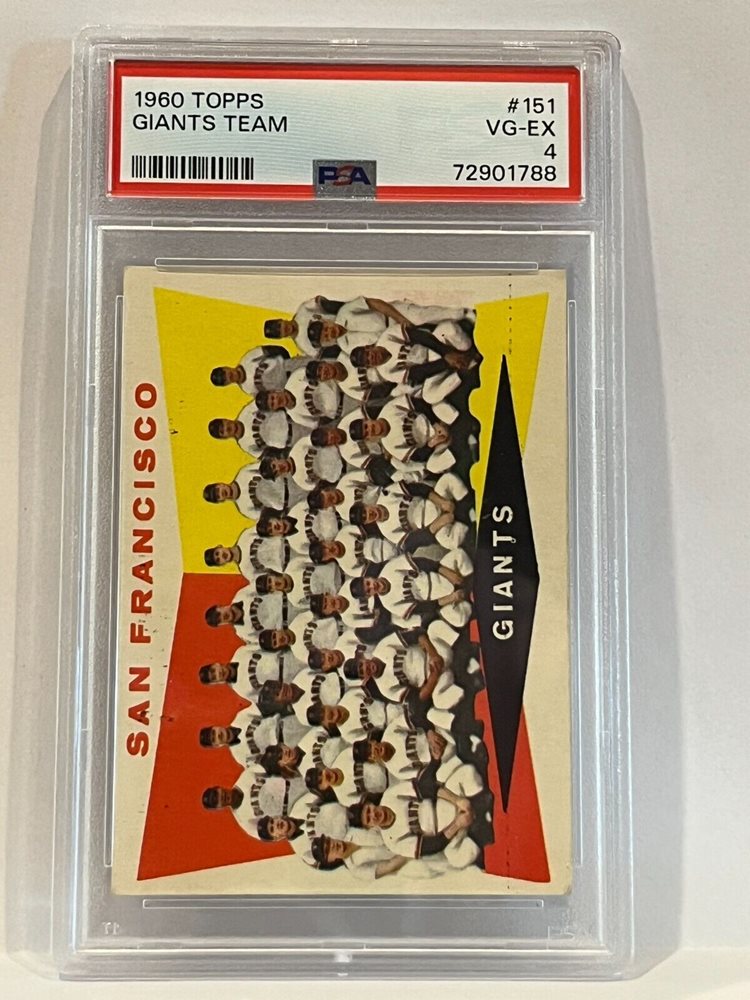 1960 TOPPS #151
GIANTS TEAM VG-EX
4
PSA 72901788
SAN FRANCISCO
GIANTS